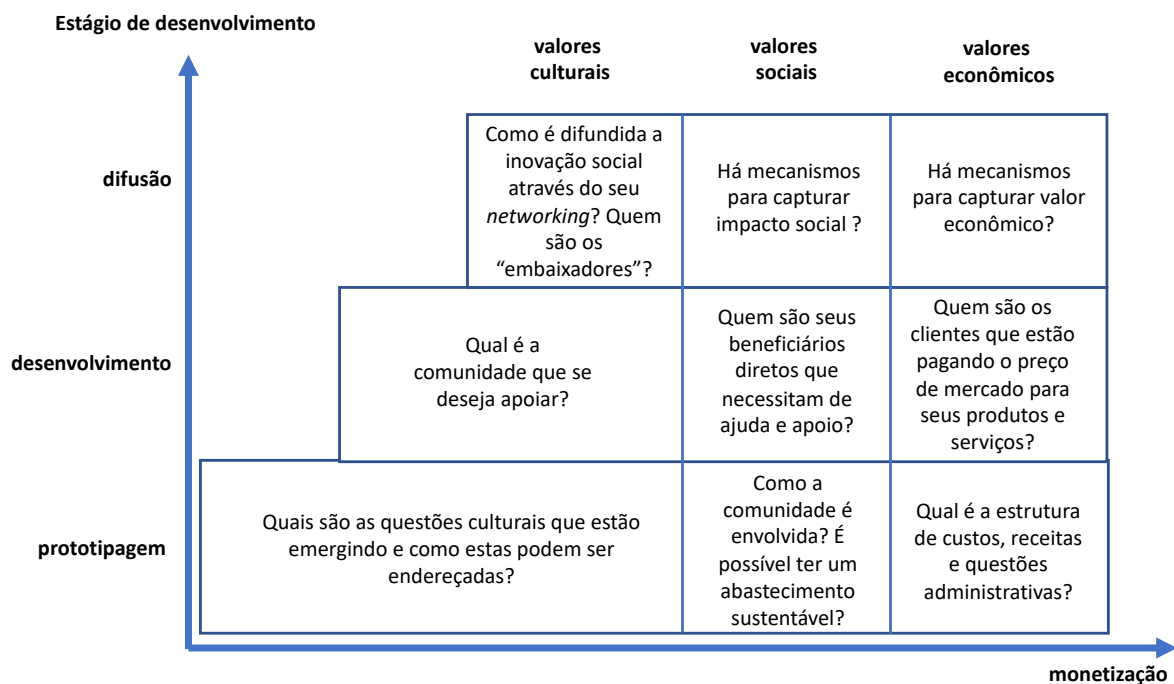 Estágio de desenvolvimento
valores
culturais
valores
sociais
valores
econômicos
difusão
Como é difundida a
inovação social
através do seu
networking? Quem
são os
“embaixadores”?
Há mecanismos
para capturar
impacto social ?
Há mecanismos
para capturar valor
econômico?
desenvolvimento
Qual é a
comunidade que se
deseja apoiar?
Quem são seus
beneficiários
diretos que
necessitam de
ajuda e apoio?
Quem são os
clientes que estão
pagando o preço
de mercado para
seus produtos e
serviços?
prototipagem
Quais são as questões culturais que estão
emergindo e como estas podem ser
endereçadas?
Como a
comunidade é
envolvida? É
possível ter um
abastecimento
sustentável?
Qual é a estrutura
de custos, receitas
e questões
administrativas?
monetização